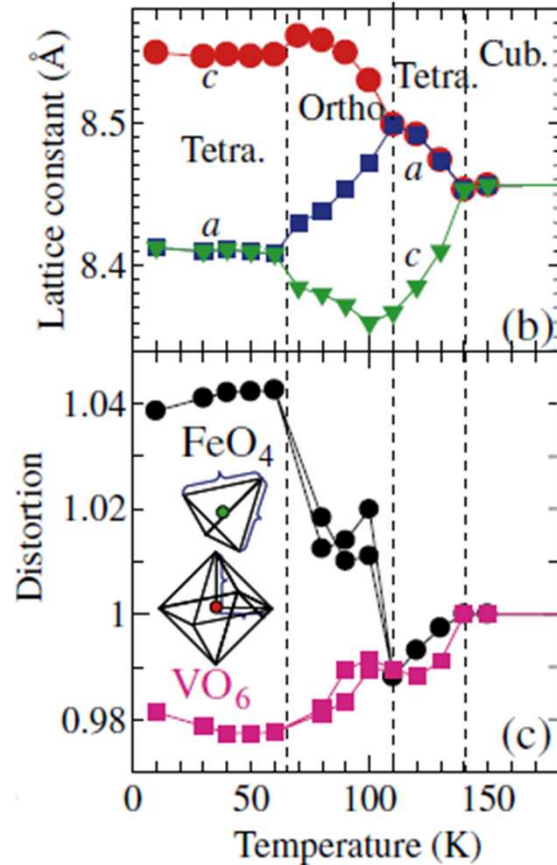 Lattice constant (Å)
8.5
8.4
c
Tetra.
Ortho
Tetra.
Cub.
a
a
c
(b)
Distortion
1.04
1.02
1
0.98
FeO4
VO6
(c)
0 50 100 150
Temperature (K)